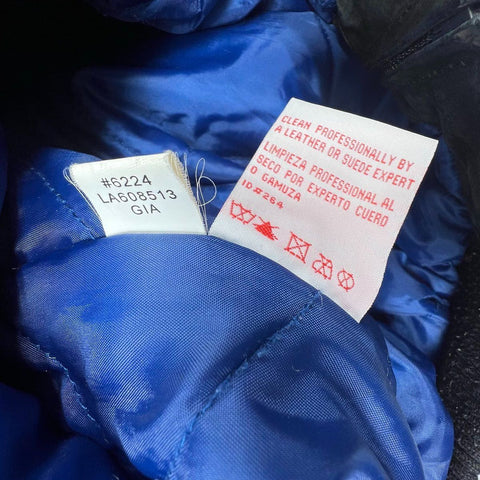 #6224
LA608513
GIA
CLEAN PROFESSIONALLY BY
A LEATHER OR SUEDE EXPERT
LIMPIEZA PROFESIONAL AL
SECO POR EXPERTO CUERO
O GAMUZA
ID#264